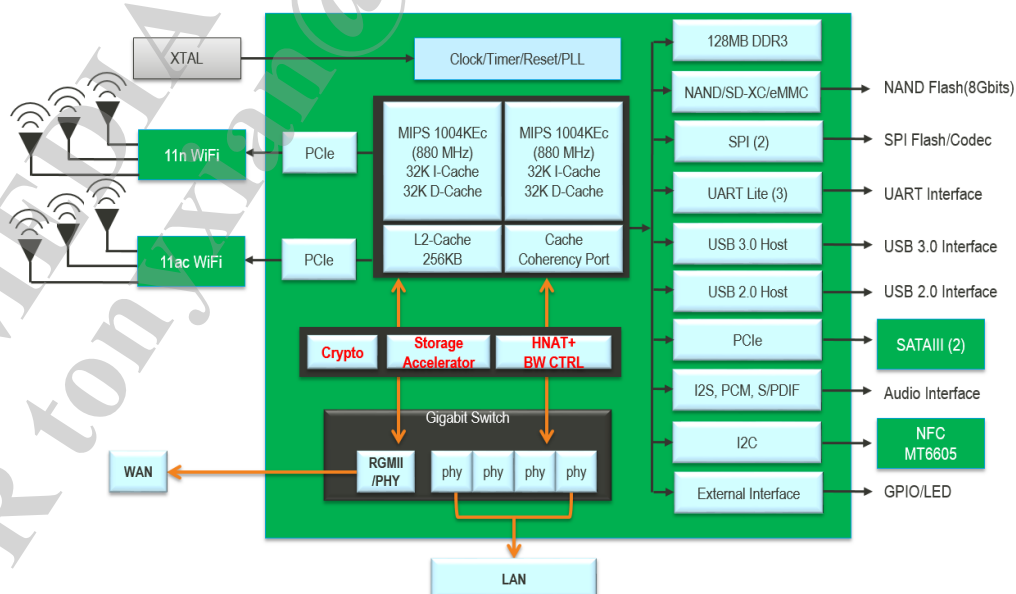 XTAL
Clock/Timer/Reset/PLL
128MB DDR3
NAND/SD-XC/eMMC
NAND Flash(8Gbits)
SPI (2)
SPI Flash/Codec
UART Lite (3)
UART Interface
USB 3.0 Host
USB 3.0 Interface
USB 2.0 Host
USB 2.0 Interface
PCIe
SATAIII (2)
I2S, PCM, S/PDIF
Audio Interface
I2C
NFC
MT6605
External Interface
GPIO/LED
11n WiFi
PCIe
MIPS 1004KEc
(880 MHz)
32K I-Cache
32K D-Cache
MIPS 1004KEc
(880 MHz)
32K I-Cache
32K D-Cache
11ac WiFi
PCIe
L2-Cache
256KB
Cache
Coherency Port
Crypto
Storage
Accelerator
HNAT+
BW CTRL
Gigabit Switch
WAN
RGMII
/PHY
phy
phy
phy
phy
LAN